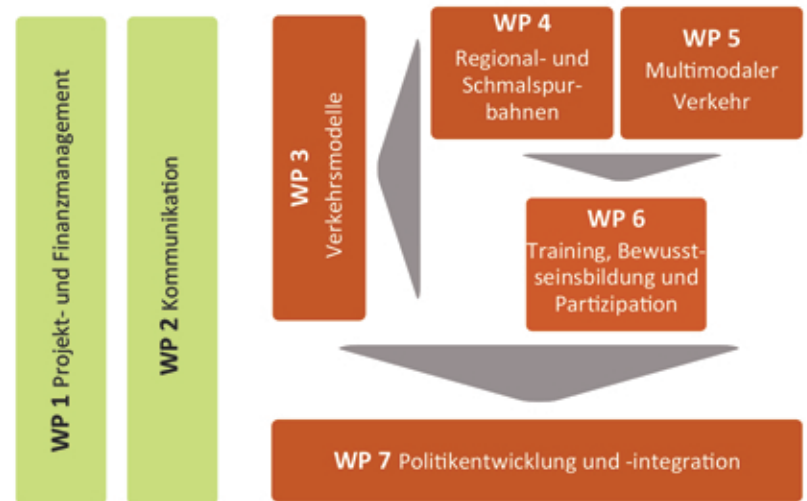 WP 1 Projekt- und Finanzmanagement
WP 2 Kommunikation
WP 3
Verkehrsmodelle
WP 4
Regional- und
Schmalspur-
bahnen
WP 5
Multimodaler
Verkehr
WP 6
Training, Bewusst-
seinsbildung und
Partizipation
WP 7 Politikentwicklung und -integration